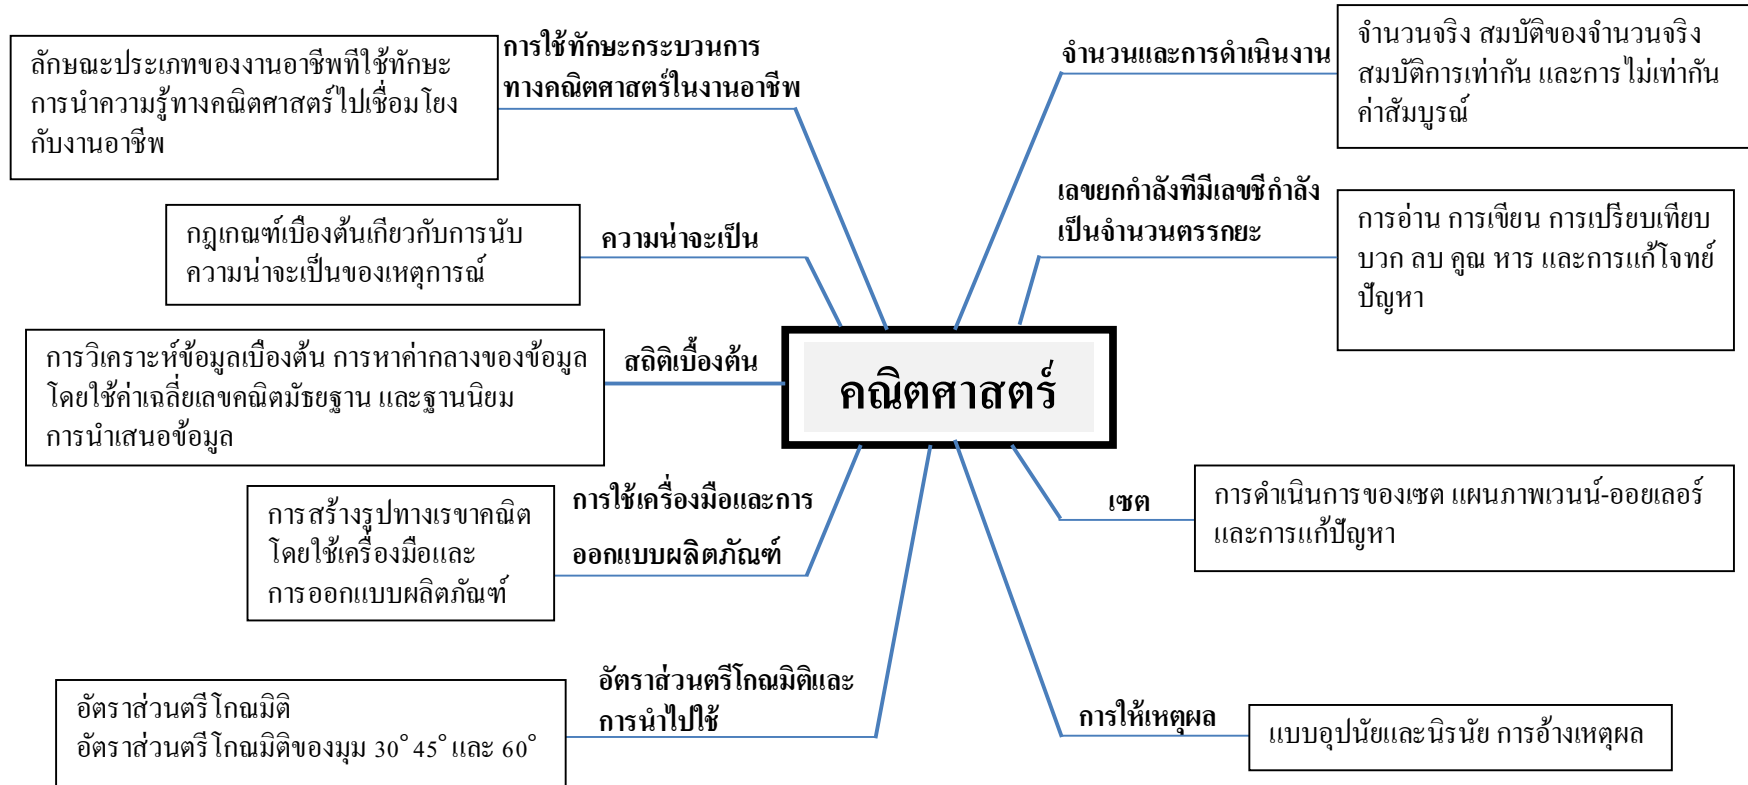 คณิตศาสตร์
จำนวนและการดำเนินงาน
จำนวนจริง สมบัติของจำนวนจริง
สมบัติการเท่ากัน และการไม่เท่ากัน
ค่าสัมบูรณ์
เลขยกกำลังที่มีเลขชี้กำลัง
เป็นจำนวนตรรกยะ
การอ่าน การเขียน การเปรียบเทียบ
บวก ลบ คูณ หาร และการแก้โจทย์
ปัญหา
เซต
การดำเนินการของเซต แผนภาพเวนน์-ออยเลอร์
และการแก้ปัญหา
การให้เหตุผล
แบบอุปนัยและนิรนัย การอ้างเหตุผล
อัตราส่วนตรีโกณมิติและ
การนำไปใช้
อัตราส่วนตรีโกณมิติ
อัตราส่วนตรีโกณมิติของมุม 30° 45° และ 60°
การใช้เครื่องมือและการ
ออกแบบผลิตภัณฑ์
การสร้างรูปทางเรขาคณิต
โดยใช้เครื่องมือและ
การออกแบบผลิตภัณฑ์
สถิติเบื้องต้น
การวิเคราะห์ข้อมูลเบื้องต้น การหาค่ากลางของข้อมูล
โดยใช้ค่าเฉลี่ยเลขคณิตมัธยฐาน และฐานนิยม
การนำเสนอข้อมูล
ความน่าจะเป็น
กฎเกณฑ์เบื้องต้นเกี่ยวกับการนับ
ความน่าจะเป็นของเหตุการณ์
การใช้ทักษะกระบวนการ
ทางคณิตศาสตร์ในงานอาชีพ
ลักษณะประเภทของงานอาชีพที่ใช้ทักษะ
การนำความรู้ทางคณิตศาสตร์ไปเชื่อมโยง
กับงานอาชีพ